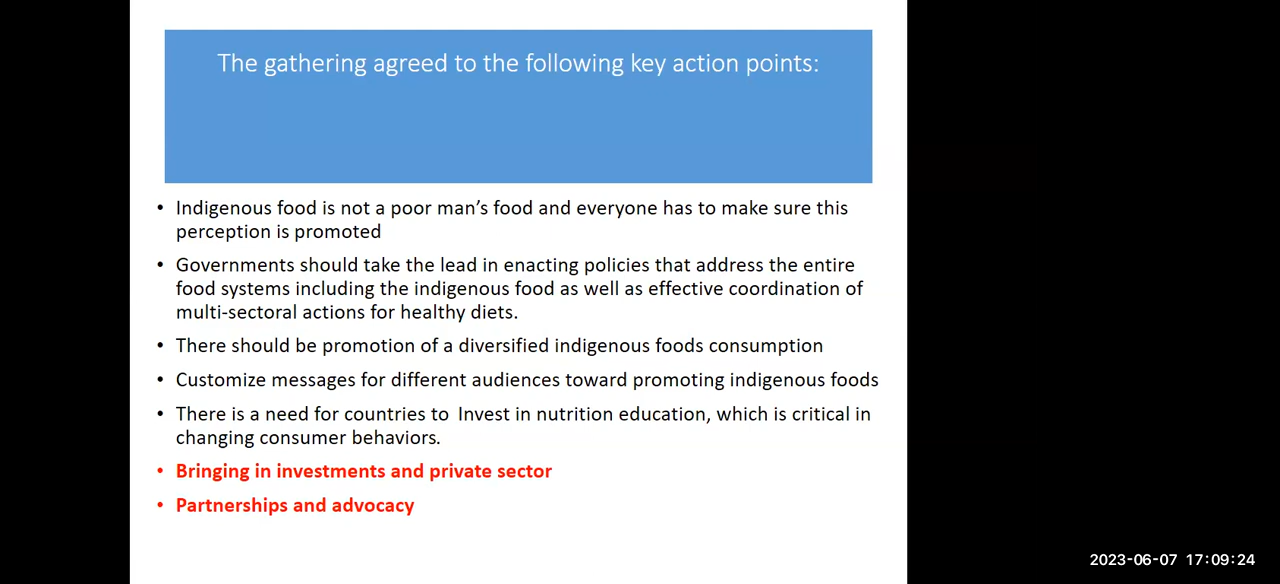 The gathering agreed to the following key action points:
• Indigenous food is not a poor man’s food and everyone has to make sure this
perception is promoted
• Governments should take the lead in enacting policies that address the entire
food systems including the indigenous food as well as effective coordination of
multi-sectoral actions for healthy diets.
• There should be promotion of a diversified indigenous foods consumption
• Customize messages for different audiences toward promoting indigenous foods
• There is a need for countries to  Invest in nutrition education, which is critical in
changing consumer behaviors.
• Bringing in investments and private sector
• Partnerships and advocacy
2023-06-07 17:09:24